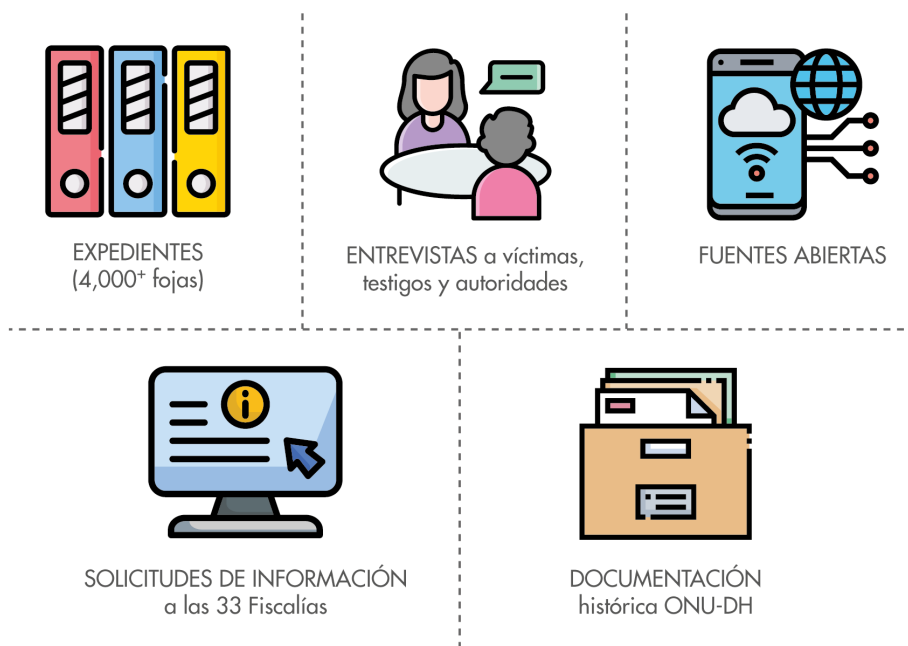 EXPEDIENTES
(4,000⁺ fojas)
ENTREVISTAS a víctimas,
testigos y autoridades
FUENTES ABIERTAS
SOLICITUDES DE INFORMACIÓN
a las 33 Fiscalías
DOCUMENTACIÓN
histórica ONU-DH